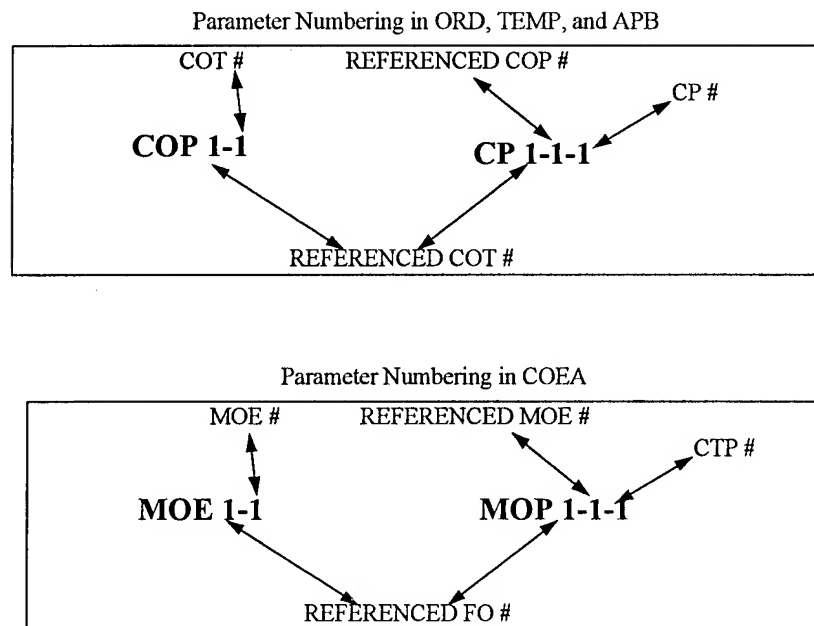 Parameter Numbering in ORD, TEMP, and APB
COT # REFERENCED COP #
CP #
COP 1-1 CP 1-1-1
REFERENCED COT #
Parameter Numbering in COEA
MOE # REFERENCED MOE #
CTP #
MOE 1-1 MOP 1-1-1
REFERENCED FO #